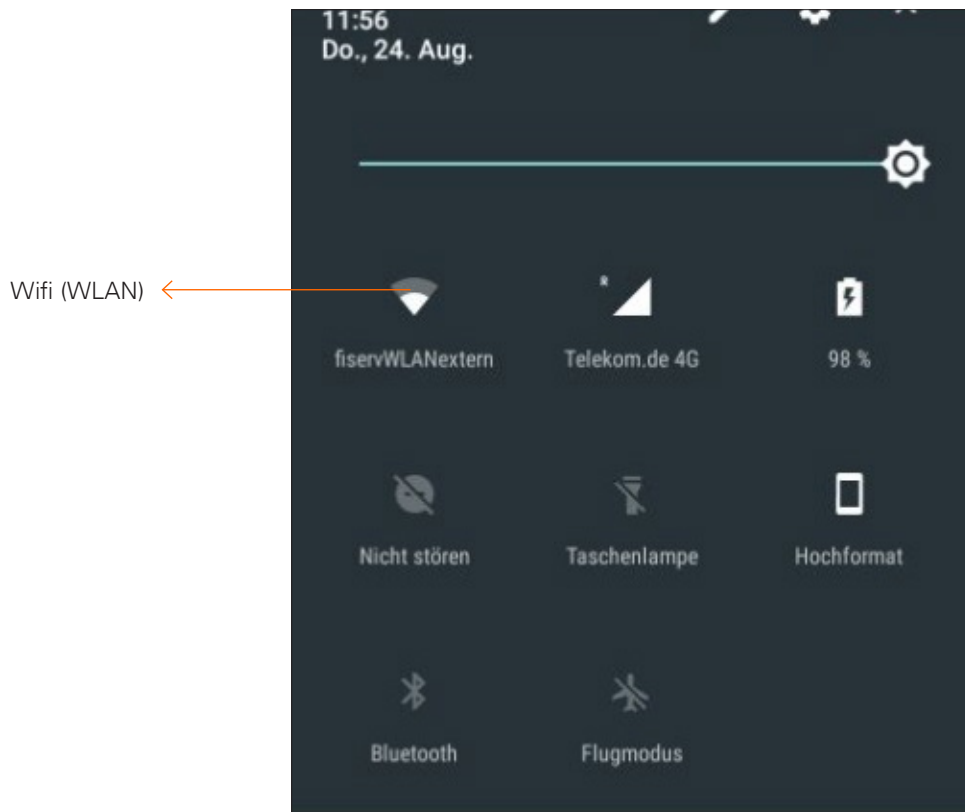 11:56
Do., 24. Aug.
Wifi (WLAN)
fiservWLANextern
R
Telekom.de 4G
98 %
Nicht stören
Taschenlampe
Hochformat
Bluetooth
Flugmodus